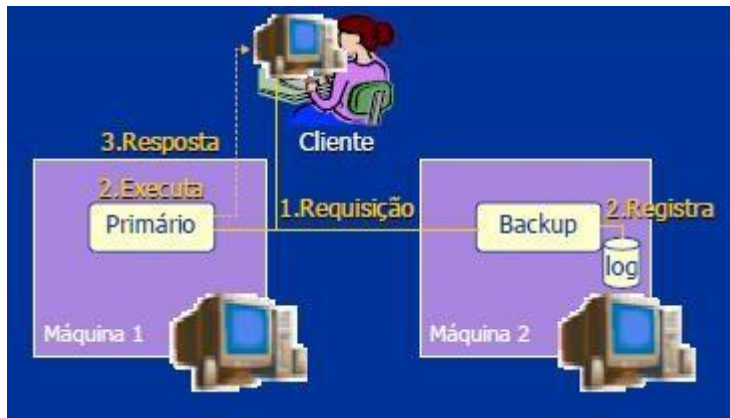 Cliente
3.Resposta
2.Executa
Primário
1.Requisição
Backup
2.Registra
log
Máquina 1
Máquina 2